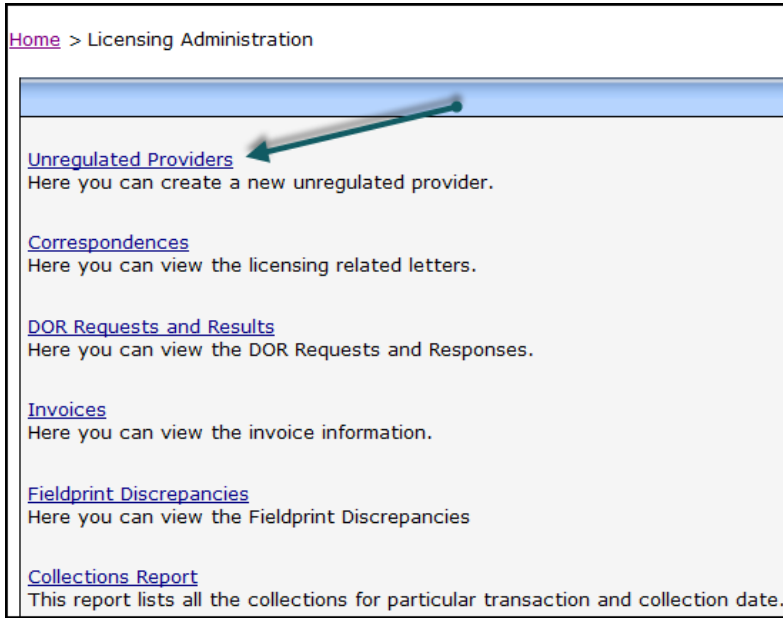 Home > Licensing Administration
Unregulated Providers
Here you can create a new unregulated provider.
Correspondences
Here you can view the licensing related letters.
DOR Requests and Results
Here you can view the DOR Requests and Responses.
Invoices
Here you can view the invoice information.
Fieldprint Discrepancies
Here you can view the Fieldprint Discrepancies
Collections Report
This report lists all the collections for particular transaction and collection date.